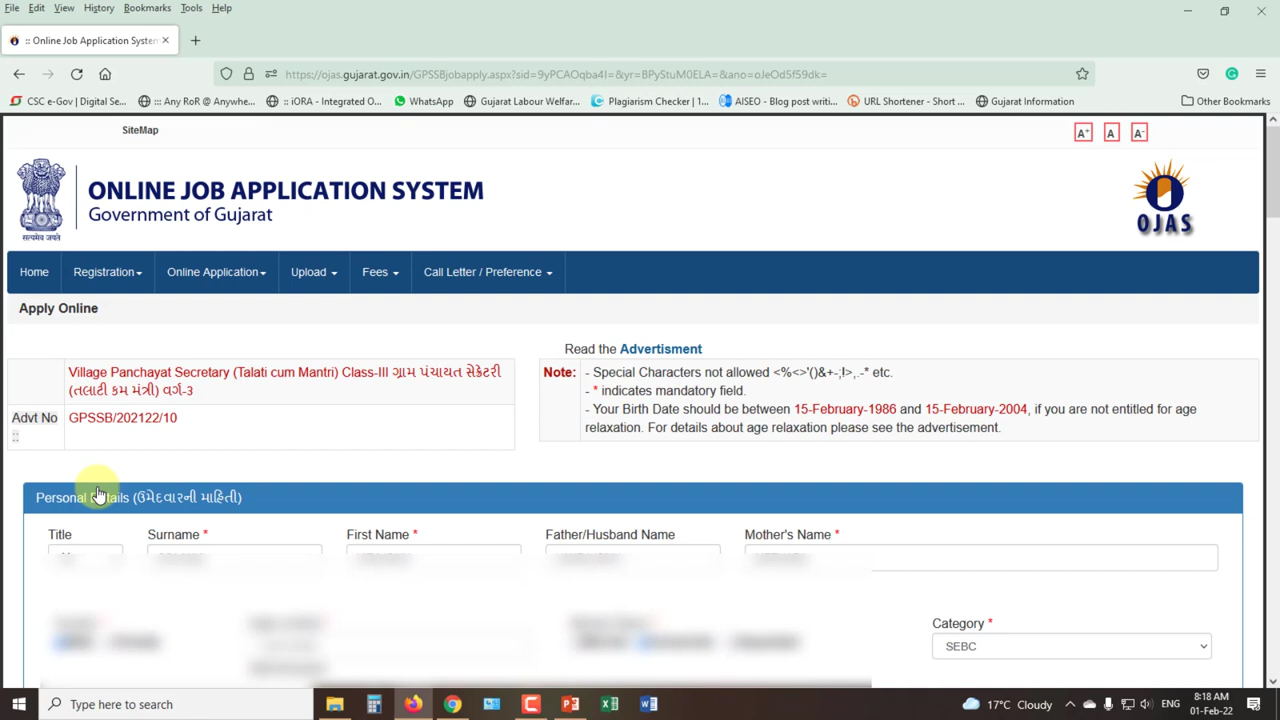 File Edit View History Bookmarks Tools Help
:: Online Job Application System
https://ojas.gujarat.gov.in/GPSSBjobapply.aspx?sid=9yPCAOqba4I=&yr=BPyStuM0ELA=&ano=oJeOd5f59dk=
CSC e-Gov | Digital Se... ::: Any RoR @ Anywhe... :: iORA - Integrated O... WhatsApp Gujarat Labour Welfar... Plagiarism Checker | 1... AISEO - Blog post writi... URL Shortener - Short ... Gujarat Information Other Bookmarks
SiteMap A+ A A-
ONLINE JOB APPLICATION SYSTEM
Government of Gujarat
सत्यमेव जयते
OJAS
Home Registration Online Application Upload Fees Call Letter / Preference
Apply Online
Read the Advertisment
Village Panchayat Secretary (Talati cum Mantri) Class-III ગ્રામ પંચાયત સેક્રેટરી
(તલાટી કમ મંત્રી) વર્ગ-3
Advt No GPSSB/202122/10
::
Note: - Special Characters not allowed <%<>'()&+-;!>,.-* etc.
- * indicates mandatory field.
- Your Birth Date should be between 15-February-1986 and 15-February-2004, if you are not entitled for age
relaxation. For details about age relaxation please see the advertisement.
Personal Details (ઉમેદવારની માહિતી)
Title Surname * First Name * Father/Husband Name Mother's Name *
Category *
SEBC
Type here to search
17°C Cloudy ENG
8:18 AM
01-Feb-22